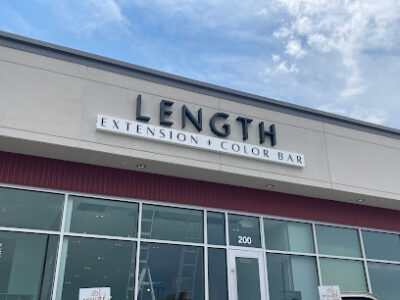 LENGTH
EXTENSION + COLOR BAR
200